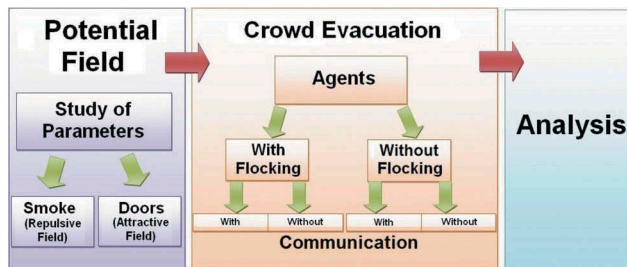 Potential
Field
Study of
Parameters
Smoke
(Repulsive
Field)
Doors
(Attractive
Field)
Crowd Evacuation
Agents
With
Flocking
Without
Flocking
With
Without
With
Without
Communication
Analysis